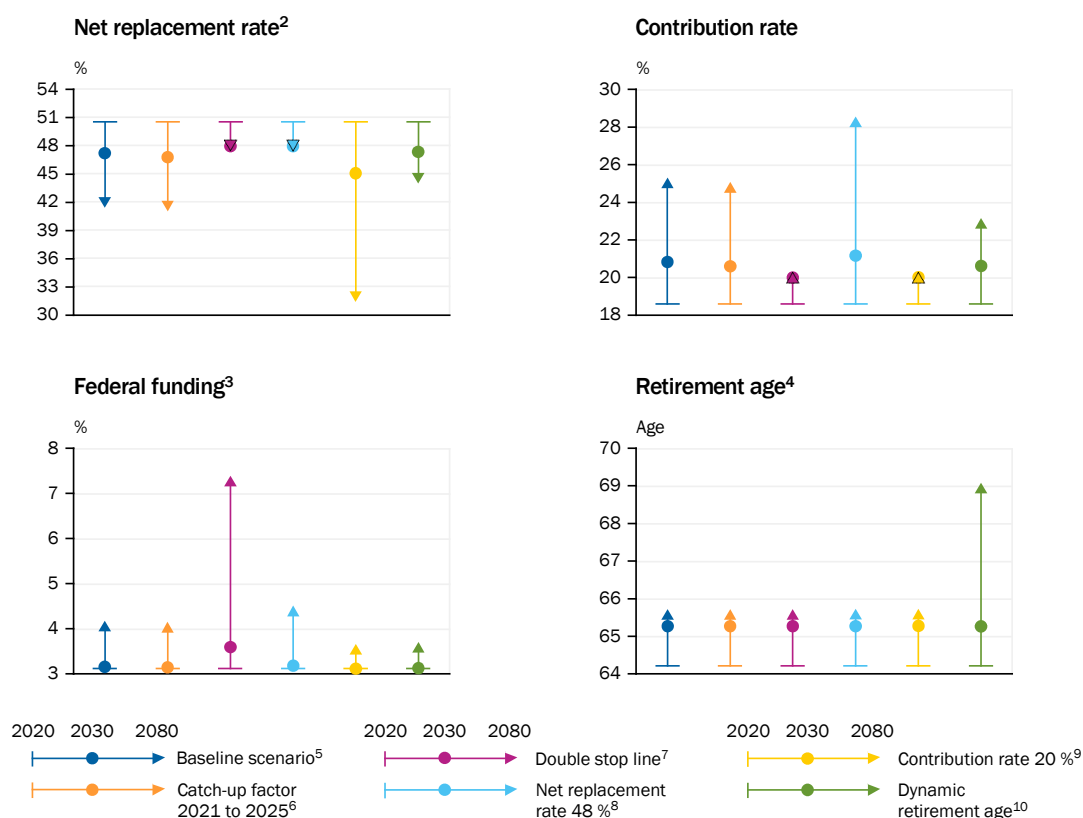 Net replacement rate²
%
54
51
48
45
42
39
36
33
30
Contribution rate
%
30
28
26
24
22
20
18
Federal funding³
%
8
7
6
5
4
3
Retirement age⁴
Age
70
69
68
67
66
65
64
2020 2030 2080
Baseline scenario⁵
Catch-up factor
2021 to 2025⁶
2020 2030 2080
Double stop line⁷
Net replacement
rate 48 %⁸
2020 2030 2080
Contribution rate 20 %⁹
Dynamic
retirement age¹⁰